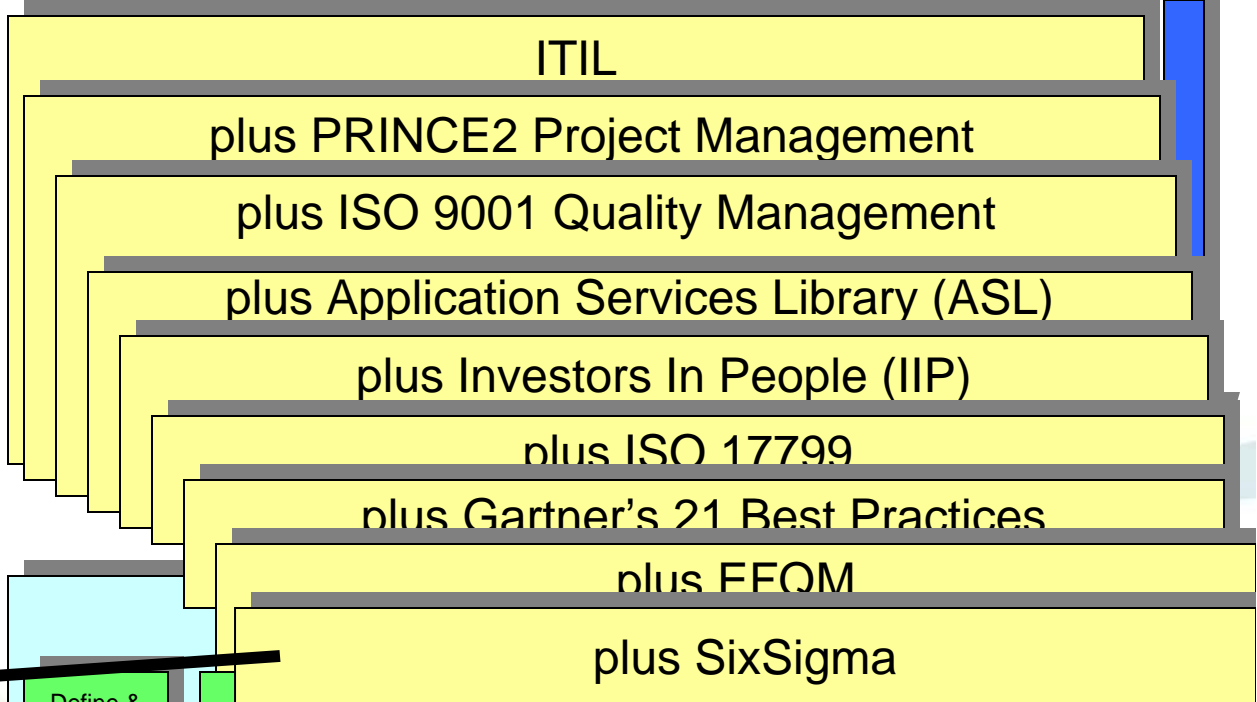 ITIL
plus PRINCE2 Project Management
plus ISO 9001 Quality Management
plus Application Services Library (ASL)
plus Investors In People (IIP)
plus ISO 17799
plus Gartner’s 21 Best Practices
plus EFQM
plus SixSigma
Define &